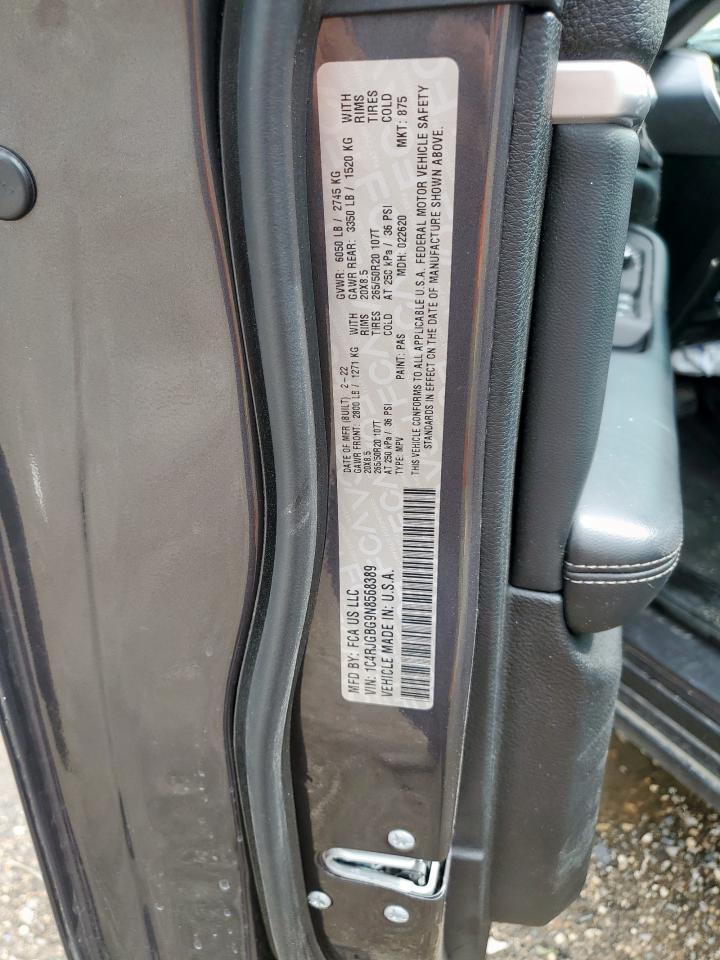 MFD BY: FCA US LLC
VIN: 1C4RJGBG9N8568389
VEHICLE MADE IN: U.S.A.
DATE OF MFR (BUILT) 2-22
GAWR FRONT: 2800 LB / 1271 KG WITH
20X8.5 RIMS
265/50R20 107T TIRES
AT 250 kPa / 36 PSI COLD
TYPE: MPV PAINT: PAS
GVWR: 6050 LB / 2745 KG
GAWR REAR: 3350 LB / 1520 KG WITH
20X8.5 RIMS
265/50R20 107T TIRES
AT 250 kPa / 36 PSI COLD
MDH: 022620 MKT: 875
THIS VEHICLE CONFORMS TO ALL APPLICABLE U.S.A. FEDERAL MOTOR VEHICLE SAFETY
STANDARDS IN EFFECT ON THE DATE OF MANUFACTURE SHOWN ABOVE.